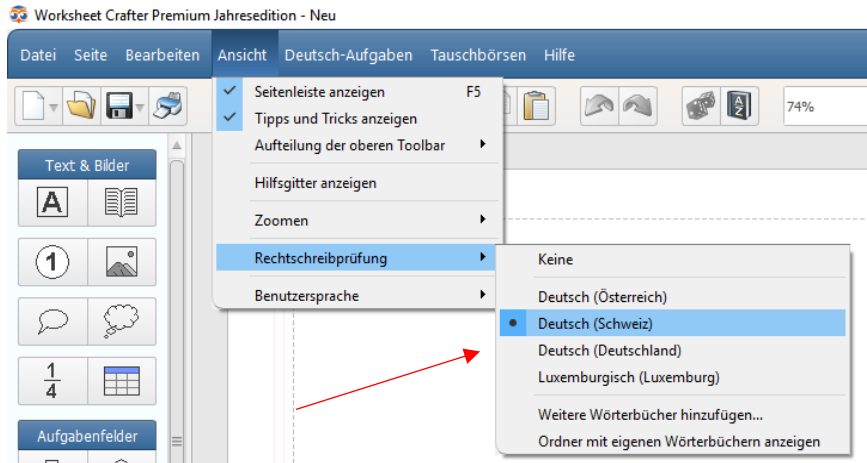 Worksheet Crafter Premium Jahresedition - Neu
Datei Seite Bearbeiten Ansicht Deutsch-Aufgaben Tauschbörsen Hilfe
Seitenleiste anzeigen F5
Tipps und Tricks anzeigen
Aufteilung der oberen Toolbar
Hilfsgitter anzeigen
Zoomen
Rechtschreibprüfung
Benutzersprache
A
Z
74%
Text & Bilder
A
1
1
4
Aufgabenfelder
Keine
Deutsch (Österreich)
Deutsch (Schweiz)
Deutsch (Deutschland)
Luxemburgisch (Luxemburg)
Weitere Wörterbücher hinzufügen...
Ordner mit eigenen Wörterbüchern anzeigen